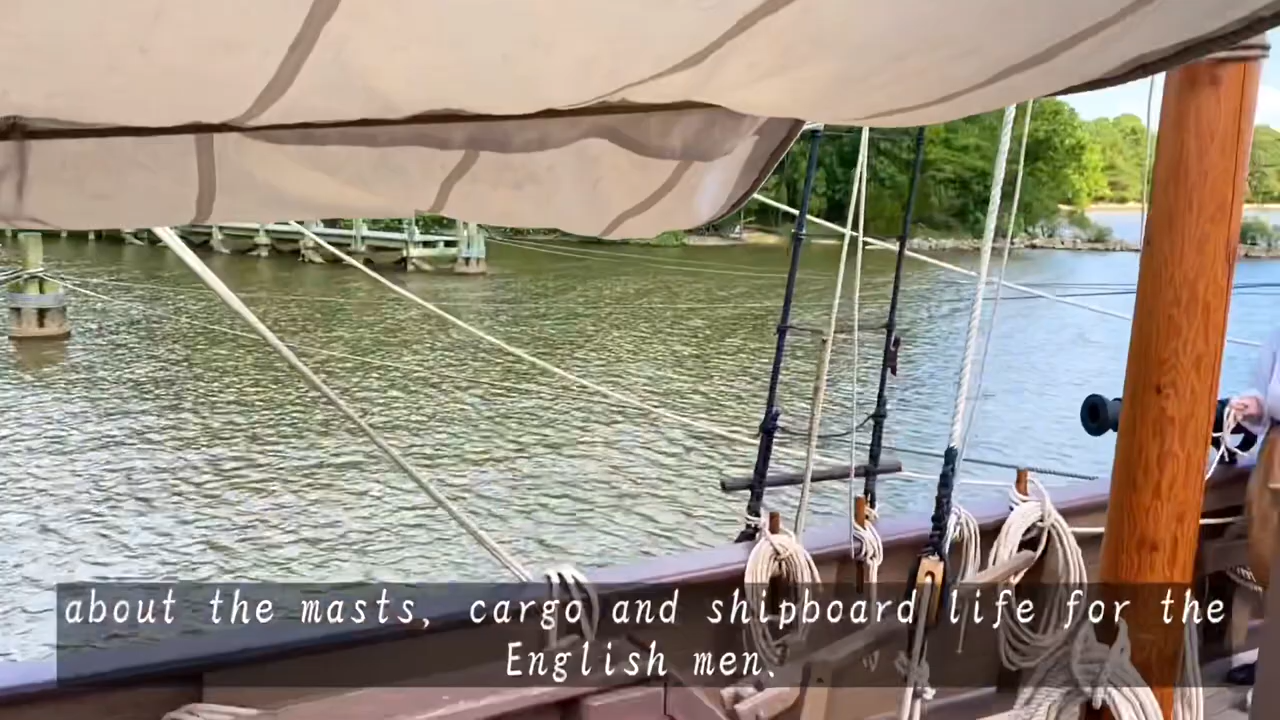 about the masts, cargo and shipboard life for the
English men.